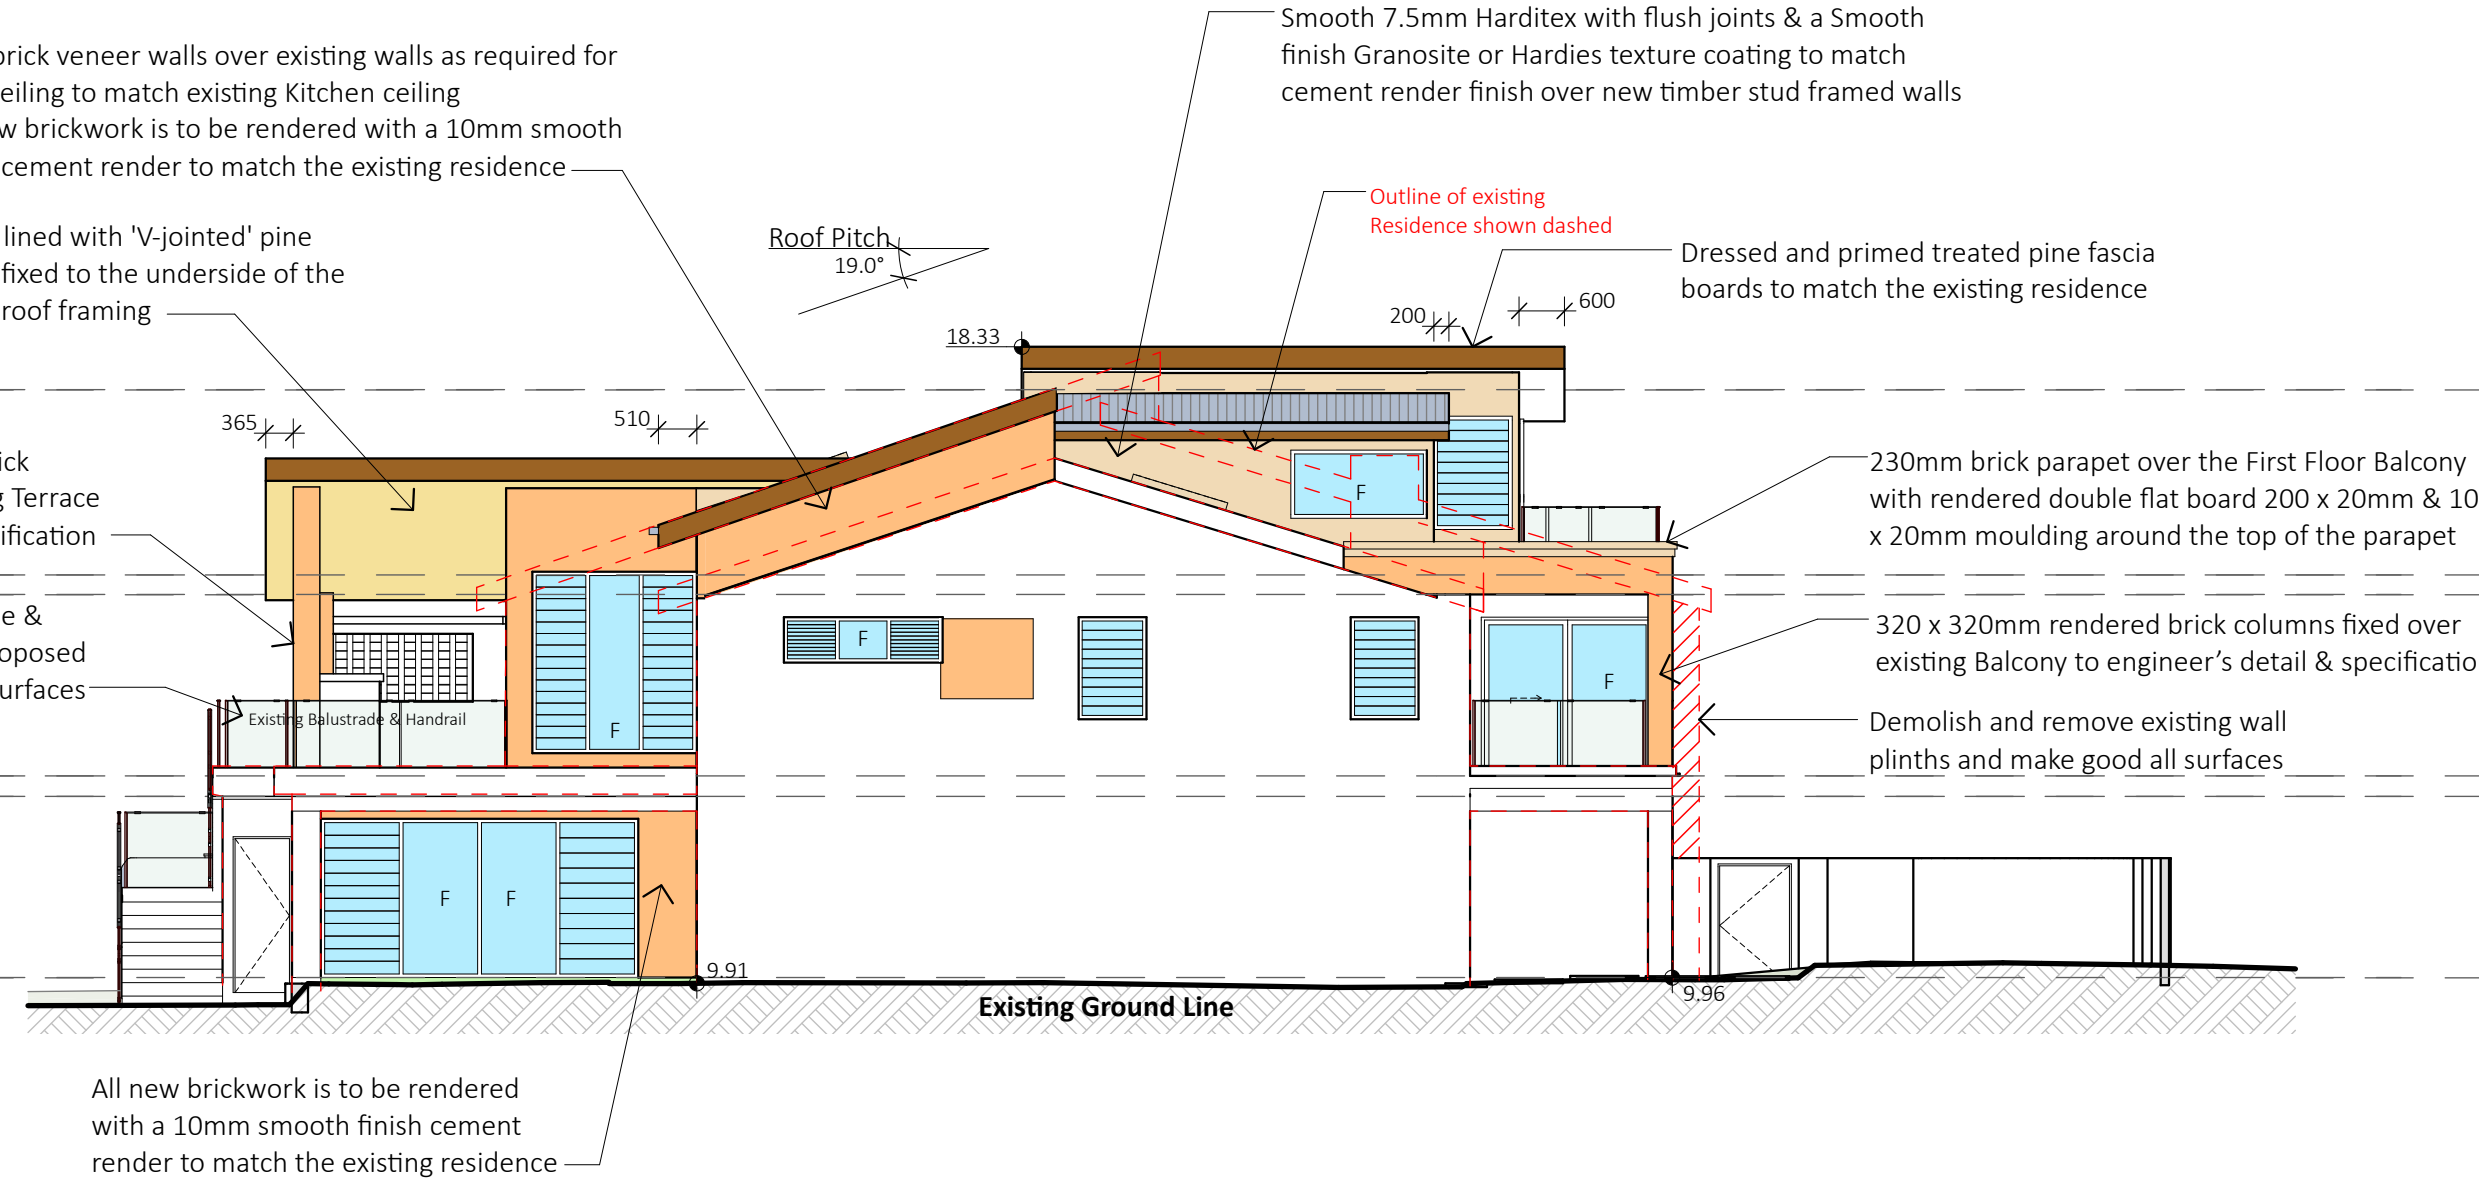 brick veneer walls over existing walls as required for
eiling to match existing Kitchen ceiling
w brickwork is to be rendered with a 10mm smooth
cement render to match the existing residence
Smooth 7.5mm Harditex with flush joints & a Smooth
finish Granosite or Hardies texture coating to match
cement render finish over new timber stud framed walls
Outline of existing
Residence shown dashed
lined with 'V-jointed' pine
fixed to the underside of the
roof framing
Roof Pitch
19.0°
Dressed and primed treated pine fascia
boards to match the existing residence
600
200
18.33
365
510
ick
g Terrace
ification
230mm brick parapet over the First Floor Balcony
with rendered double flat board 200 x 20mm & 10
x 20mm moulding around the top of the parapet
F
e &
oposed
urfaces
320 x 320mm rendered brick columns fixed over
existing Balcony to engineer’s detail & specificatio
F
F
F
Existing Balustrade & Handrail
Demolish and remove existing wall
plinths and make good all surfaces
F
F
9.91
9.96
Existing Ground Line
All new brickwork is to be rendered
with a 10mm smooth finish cement
render to match the existing residence